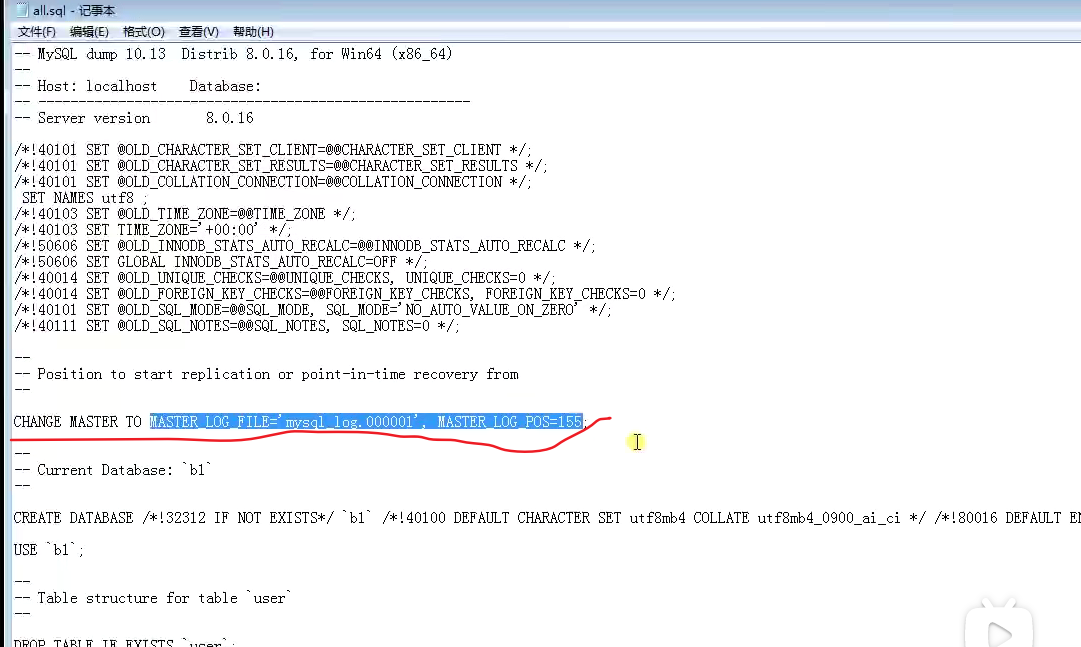 all.sql - 记事本
文件(F) 编辑(E) 格式(O) 查看(V) 帮助(H)
-- MySQL dump 10.13  Distrib 8.0.16, for Win64 (x86_64)
--
-- Host: localhost    Database:
-- ------------------------------------------------------
-- Server version       8.0.16
/*!40101 SET @OLD_CHARACTER_SET_CLIENT=@@CHARACTER_SET_CLIENT */;
/*!40101 SET @OLD_CHARACTER_SET_RESULTS=@@CHARACTER_SET_RESULTS */;
/*!40101 SET @OLD_COLLATION_CONNECTION=@@COLLATION_CONNECTION */;
 SET NAMES utf8 ;
/*!40103 SET @OLD_TIME_ZONE=@@TIME_ZONE */;
/*!40103 SET TIME_ZONE='+00:00' */;
/*!50606 SET @OLD_INNODB_STATS_AUTO_RECALC=@@INNODB_STATS_AUTO_RECALC */;
/*!50606 SET GLOBAL INNODB_STATS_AUTO_RECALC=OFF */;
/*!40014 SET @OLD_UNIQUE_CHECKS=@@UNIQUE_CHECKS, UNIQUE_CHECKS=0 */;
/*!40014 SET @OLD_FOREIGN_KEY_CHECKS=@@FOREIGN_KEY_CHECKS, FOREIGN_KEY_CHECKS=0 */;
/*!40101 SET @OLD_SQL_MODE=@@SQL_MODE, SQL_MODE='NO_AUTO_VALUE_ON_ZERO' */;
/*!40111 SET @OLD_SQL_NOTES=@@SQL_NOTES, SQL_NOTES=0 */;
--
-- Position to start replication or point-in-time recovery from
--
CHANGE MASTER TO MASTER_LOG_FILE='mysql_log.000001', MASTER_LOG_POS=155;
--
-- Current Database: `b1`
--
CREATE DATABASE /*!32312 IF NOT EXISTS*/ `b1` /*!40100 DEFAULT CHARACTER SET utf8mb4 COLLATE utf8mb4_0900_ai_ci */ /*!80016 DEFAULT EN
USE `b1`;
--
-- Table structure for table `user`
--
DROP TABLE IF EXISTS `user`;